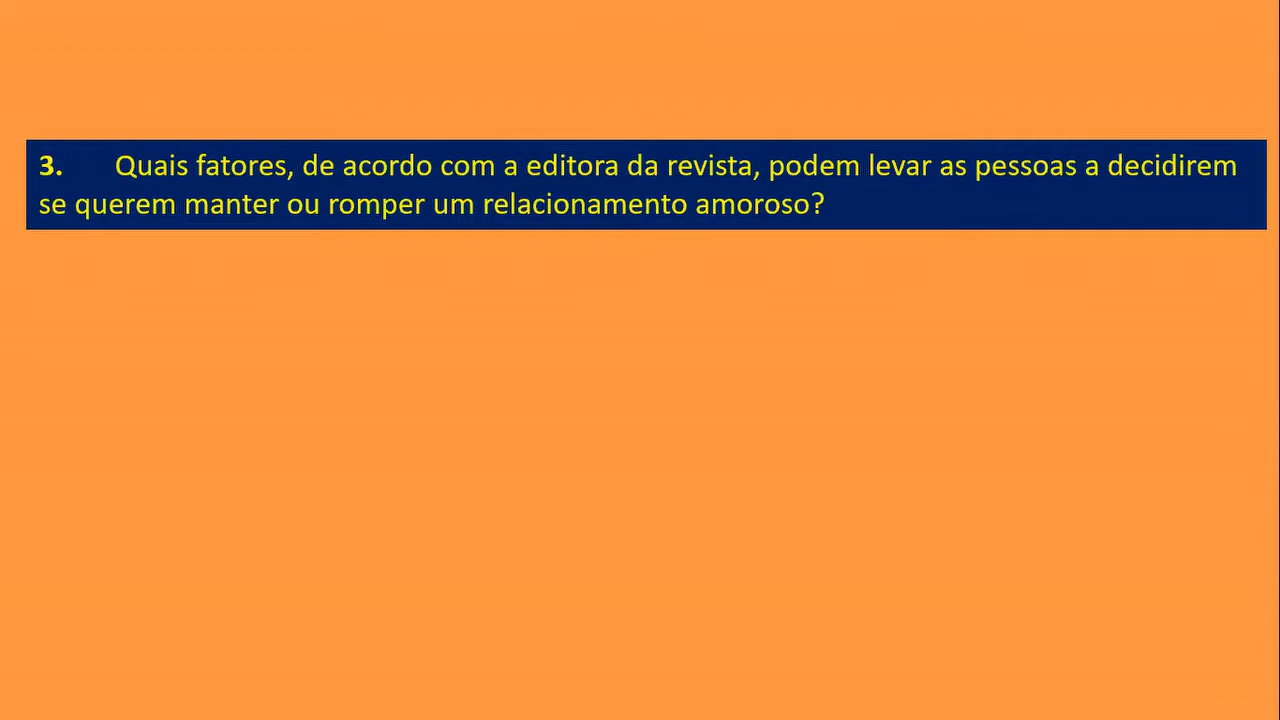 3. Quais fatores, de acordo com a editora da revista, podem levar as pessoas a decidirem
se querem manter ou romper um relacionamento amoroso?